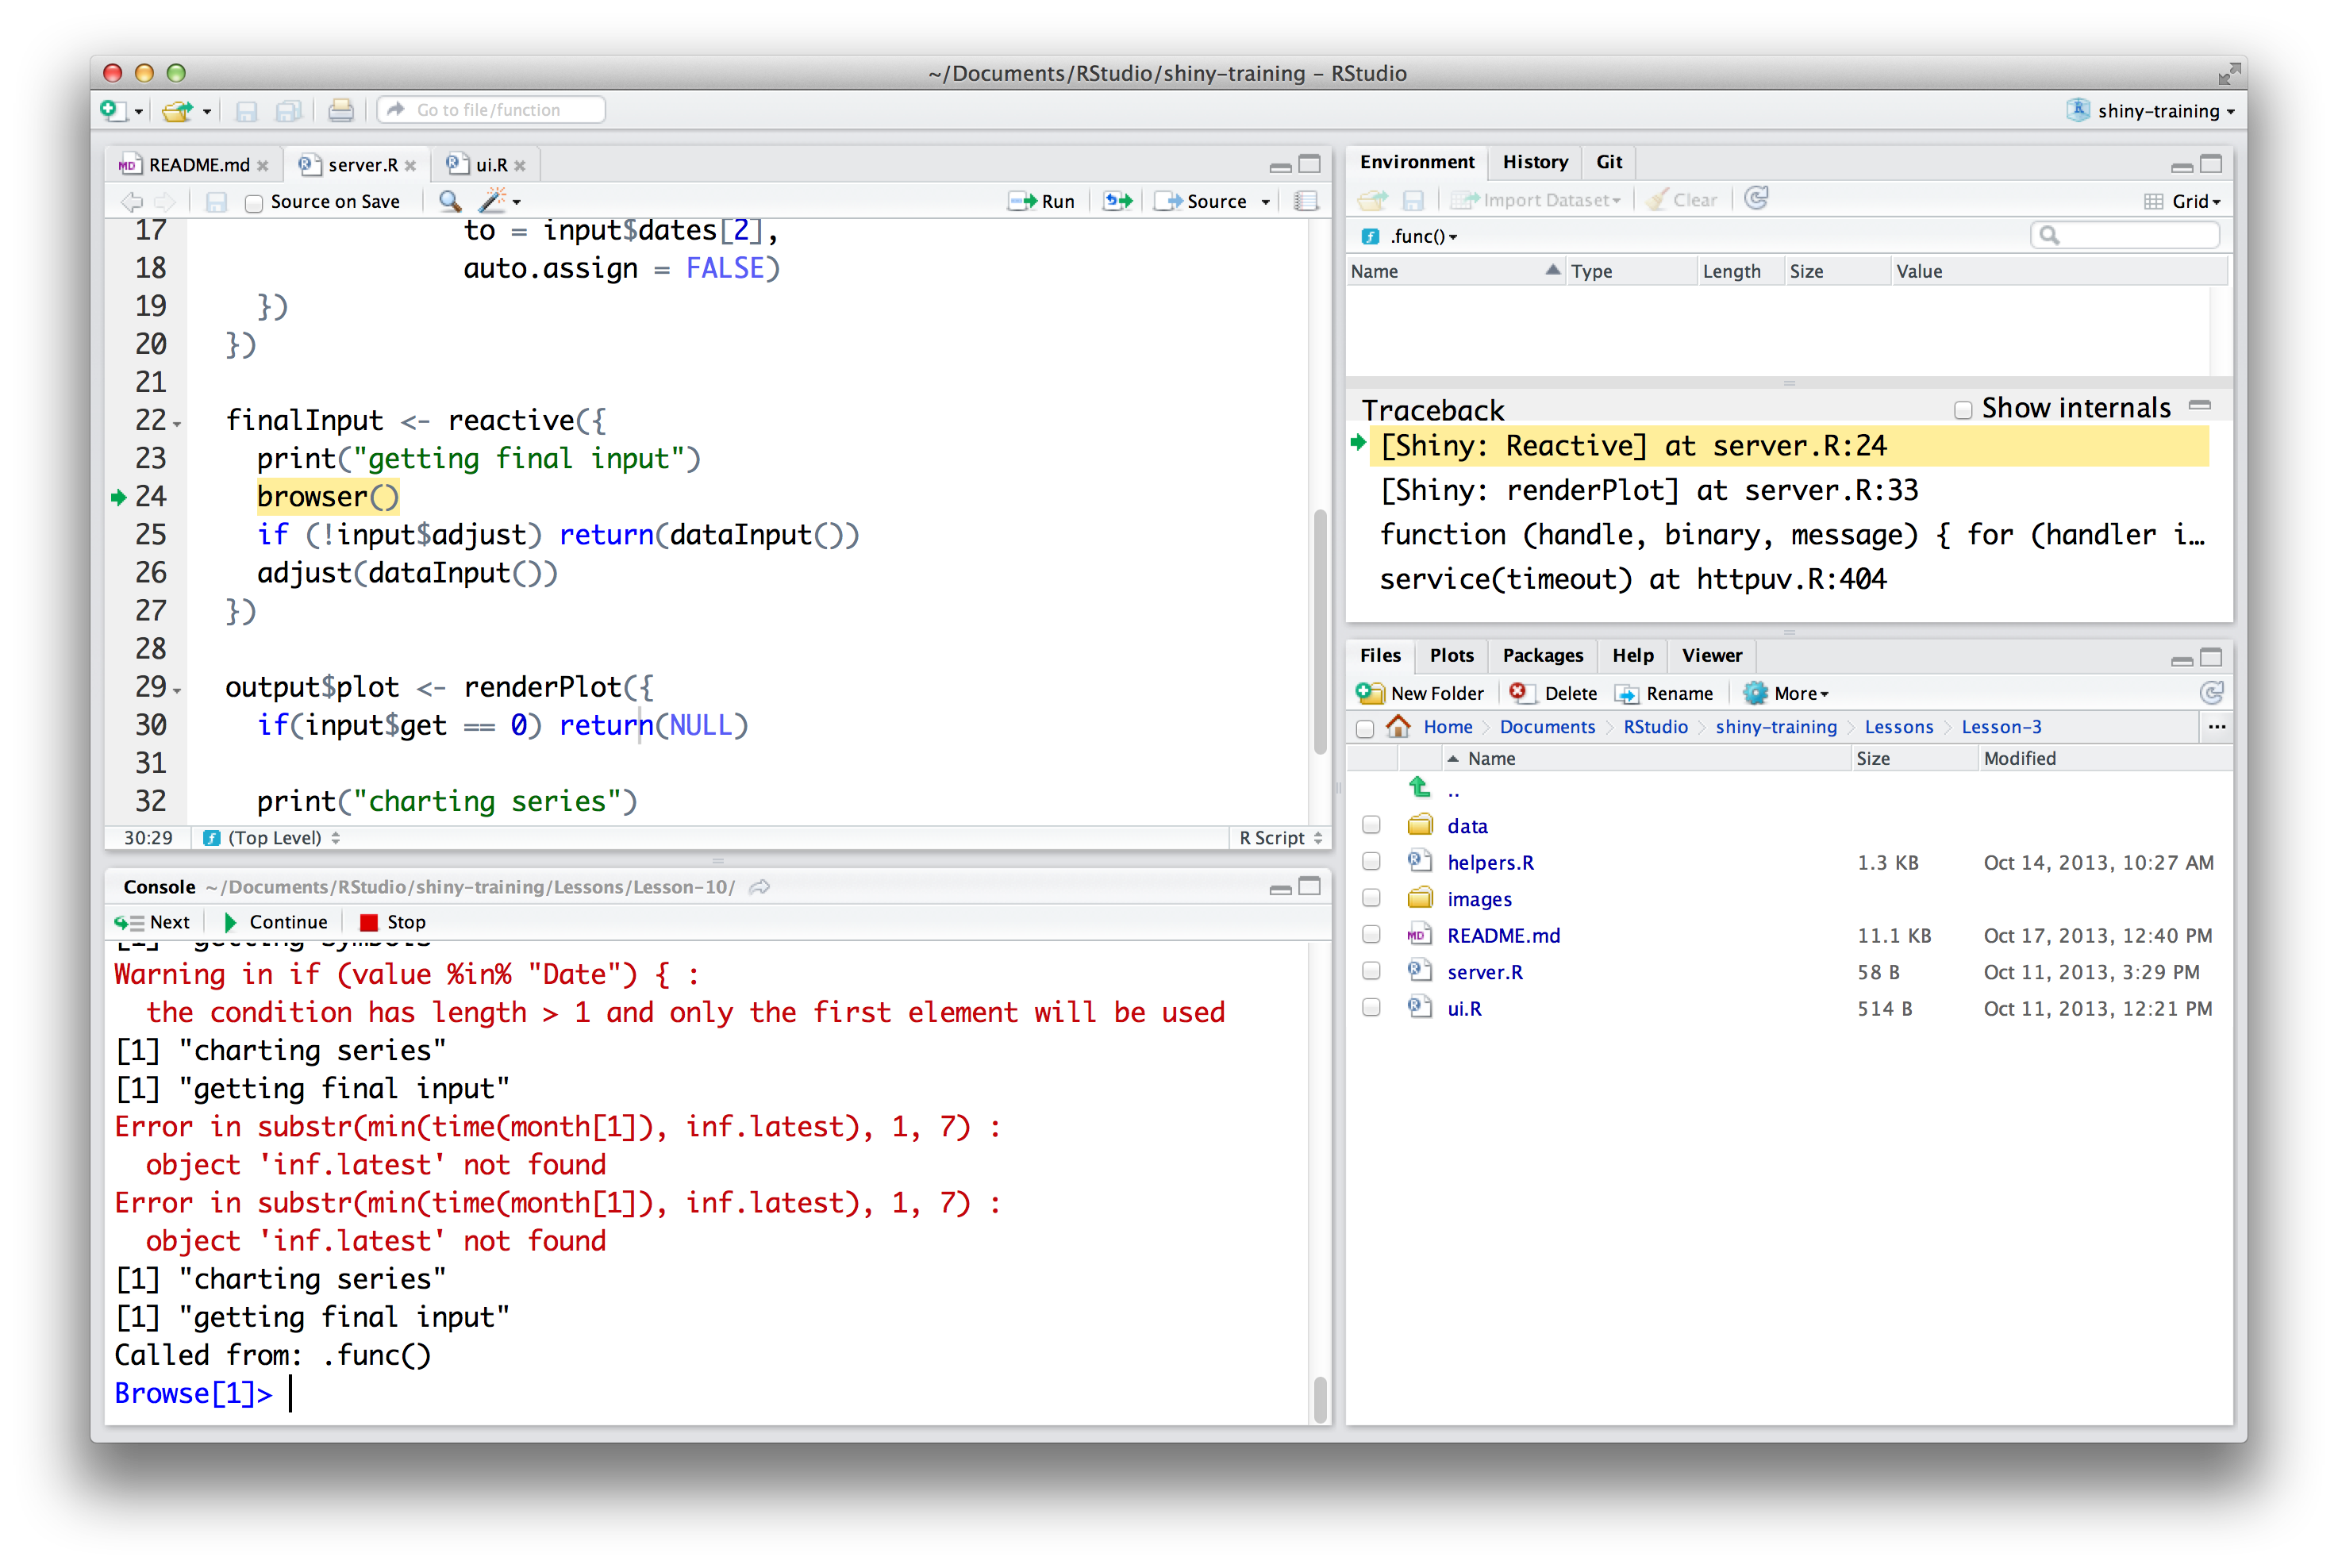 ~/Documents/RStudio/shiny-training – RStudio
Go to file/function
shiny-training
README.md
server.R
ui.R
Source on Save
Run
Source
17 to = input$dates[2],
18 auto.assign = FALSE)
19 })
20 })
21
22 finalInput <- reactive({
23 print("getting final input")
24 browser()
25 if (!input$adjust) return(dataInput())
26 adjust(dataInput())
27 })
28
29 output$plot <- renderPlot({
30 if(input$get == 0) return(NULL)
31
32 print("charting series")
30:29 (Top Level) R Script
Console ~/Documents/RStudio/shiny-training/Lessons/Lesson-10/
Next Continue Stop
[1] "getting symbols"
Warning in if (value %in% "Date") { :
the condition has length > 1 and only the first element will be used
[1] "charting series"
[1] "getting final input"
Error in substr(min(time(month[1]), inf.latest), 1, 7) :
object 'inf.latest' not found
Error in substr(min(time(month[1]), inf.latest), 1, 7) :
object 'inf.latest' not found
[1] "charting series"
[1] "getting final input"
Called from: .func()
Browse[1]>
Environment History Git
Import Dataset Clear Grid
.func()
Name Type Length Size Value
Traceback Show internals
[Shiny: Reactive] at server.R:24
[Shiny: renderPlot] at server.R:33
function (handle, binary, message) { for (handler i…
service(timeout) at httpuv.R:404
Files Plots Packages Help Viewer
New Folder Delete Rename More
Home Documents RStudio shiny-training Lessons Lesson-3 ...
Name Size Modified
..
data
helpers.R 1.3 KB Oct 14, 2013, 10:27 AM
images
MD README.md 11.1 KB Oct 17, 2013, 12:40 PM
server.R 58 B Oct 11, 2013, 3:29 PM
ui.R 514 B Oct 11, 2013, 12:21 PM